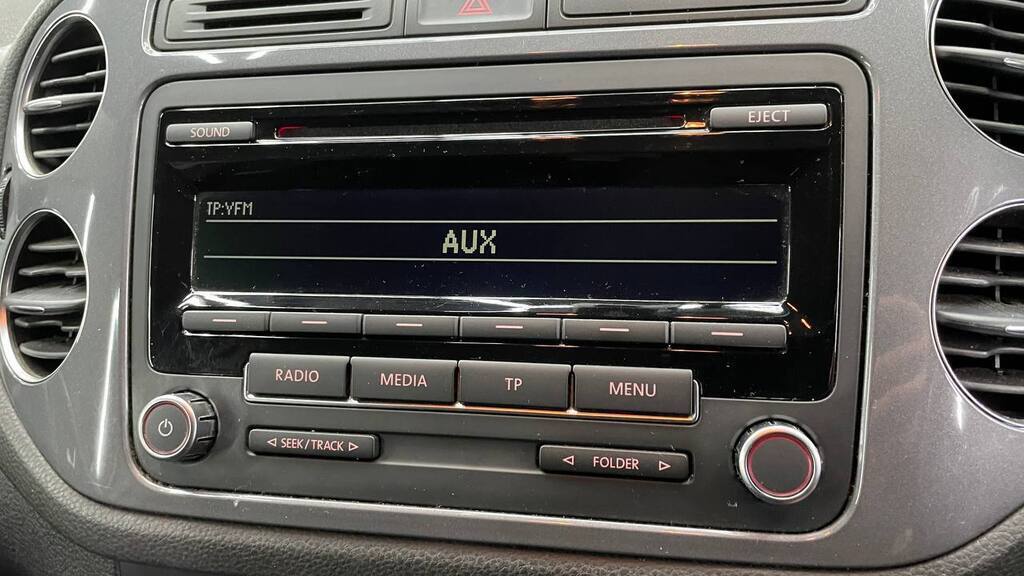 SOUND
EJECT
TP:YFM
AUX
RADIO
MEDIA
TP
MENU
◁ SEEK/TRACK ▷
◁ FOLDER ▷